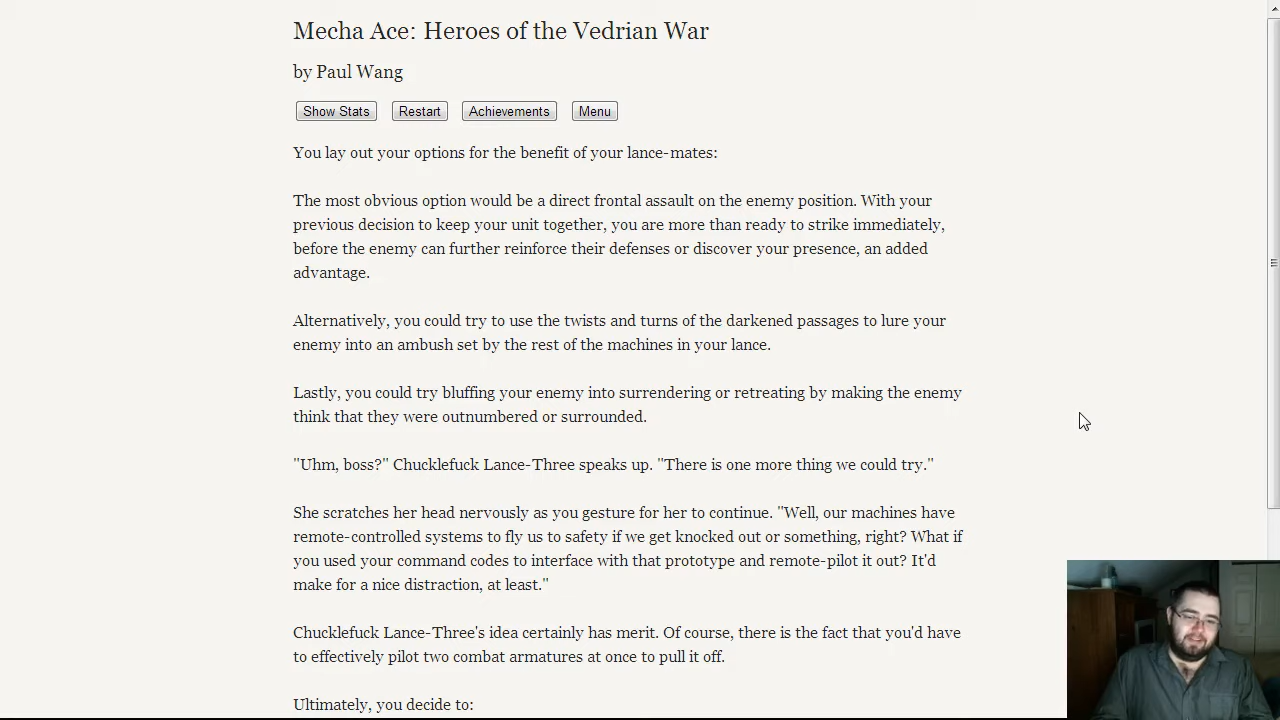 Mecha Ace: Heroes of the Vedrian War
by Paul Wang
Show Stats Restart Achievements Menu
You lay out your options for the benefit of your lance-mates:
The most obvious option would be a direct frontal assault on the enemy position. With your
previous decision to keep your unit together, you are more than ready to strike immediately,
before the enemy can further reinforce their defenses or discover your presence, an added
advantage.
Alternatively, you could try to use the twists and turns of the darkened passages to lure your
enemy into an ambush set by the rest of the machines in your lance.
Lastly, you could try bluffing your enemy into surrendering or retreating by making the enemy
think that they were outnumbered or surrounded.
"Uhm, boss?" Chucklefuck Lance-Three speaks up. "There is one more thing we could try."
She scratches her head nervously as you gesture for her to continue. "Well, our machines have
remote-controlled systems to fly us to safety if we get knocked out or something, right? What if
you used your command codes to interface with that prototype and remote-pilot it out? It'd
make for a nice distraction, at least."
Chucklefuck Lance-Three's idea certainly has merit. Of course, there is the fact that you'd have
to effectively pilot two combat armatures at once to pull it off.
Ultimately, you decide to: